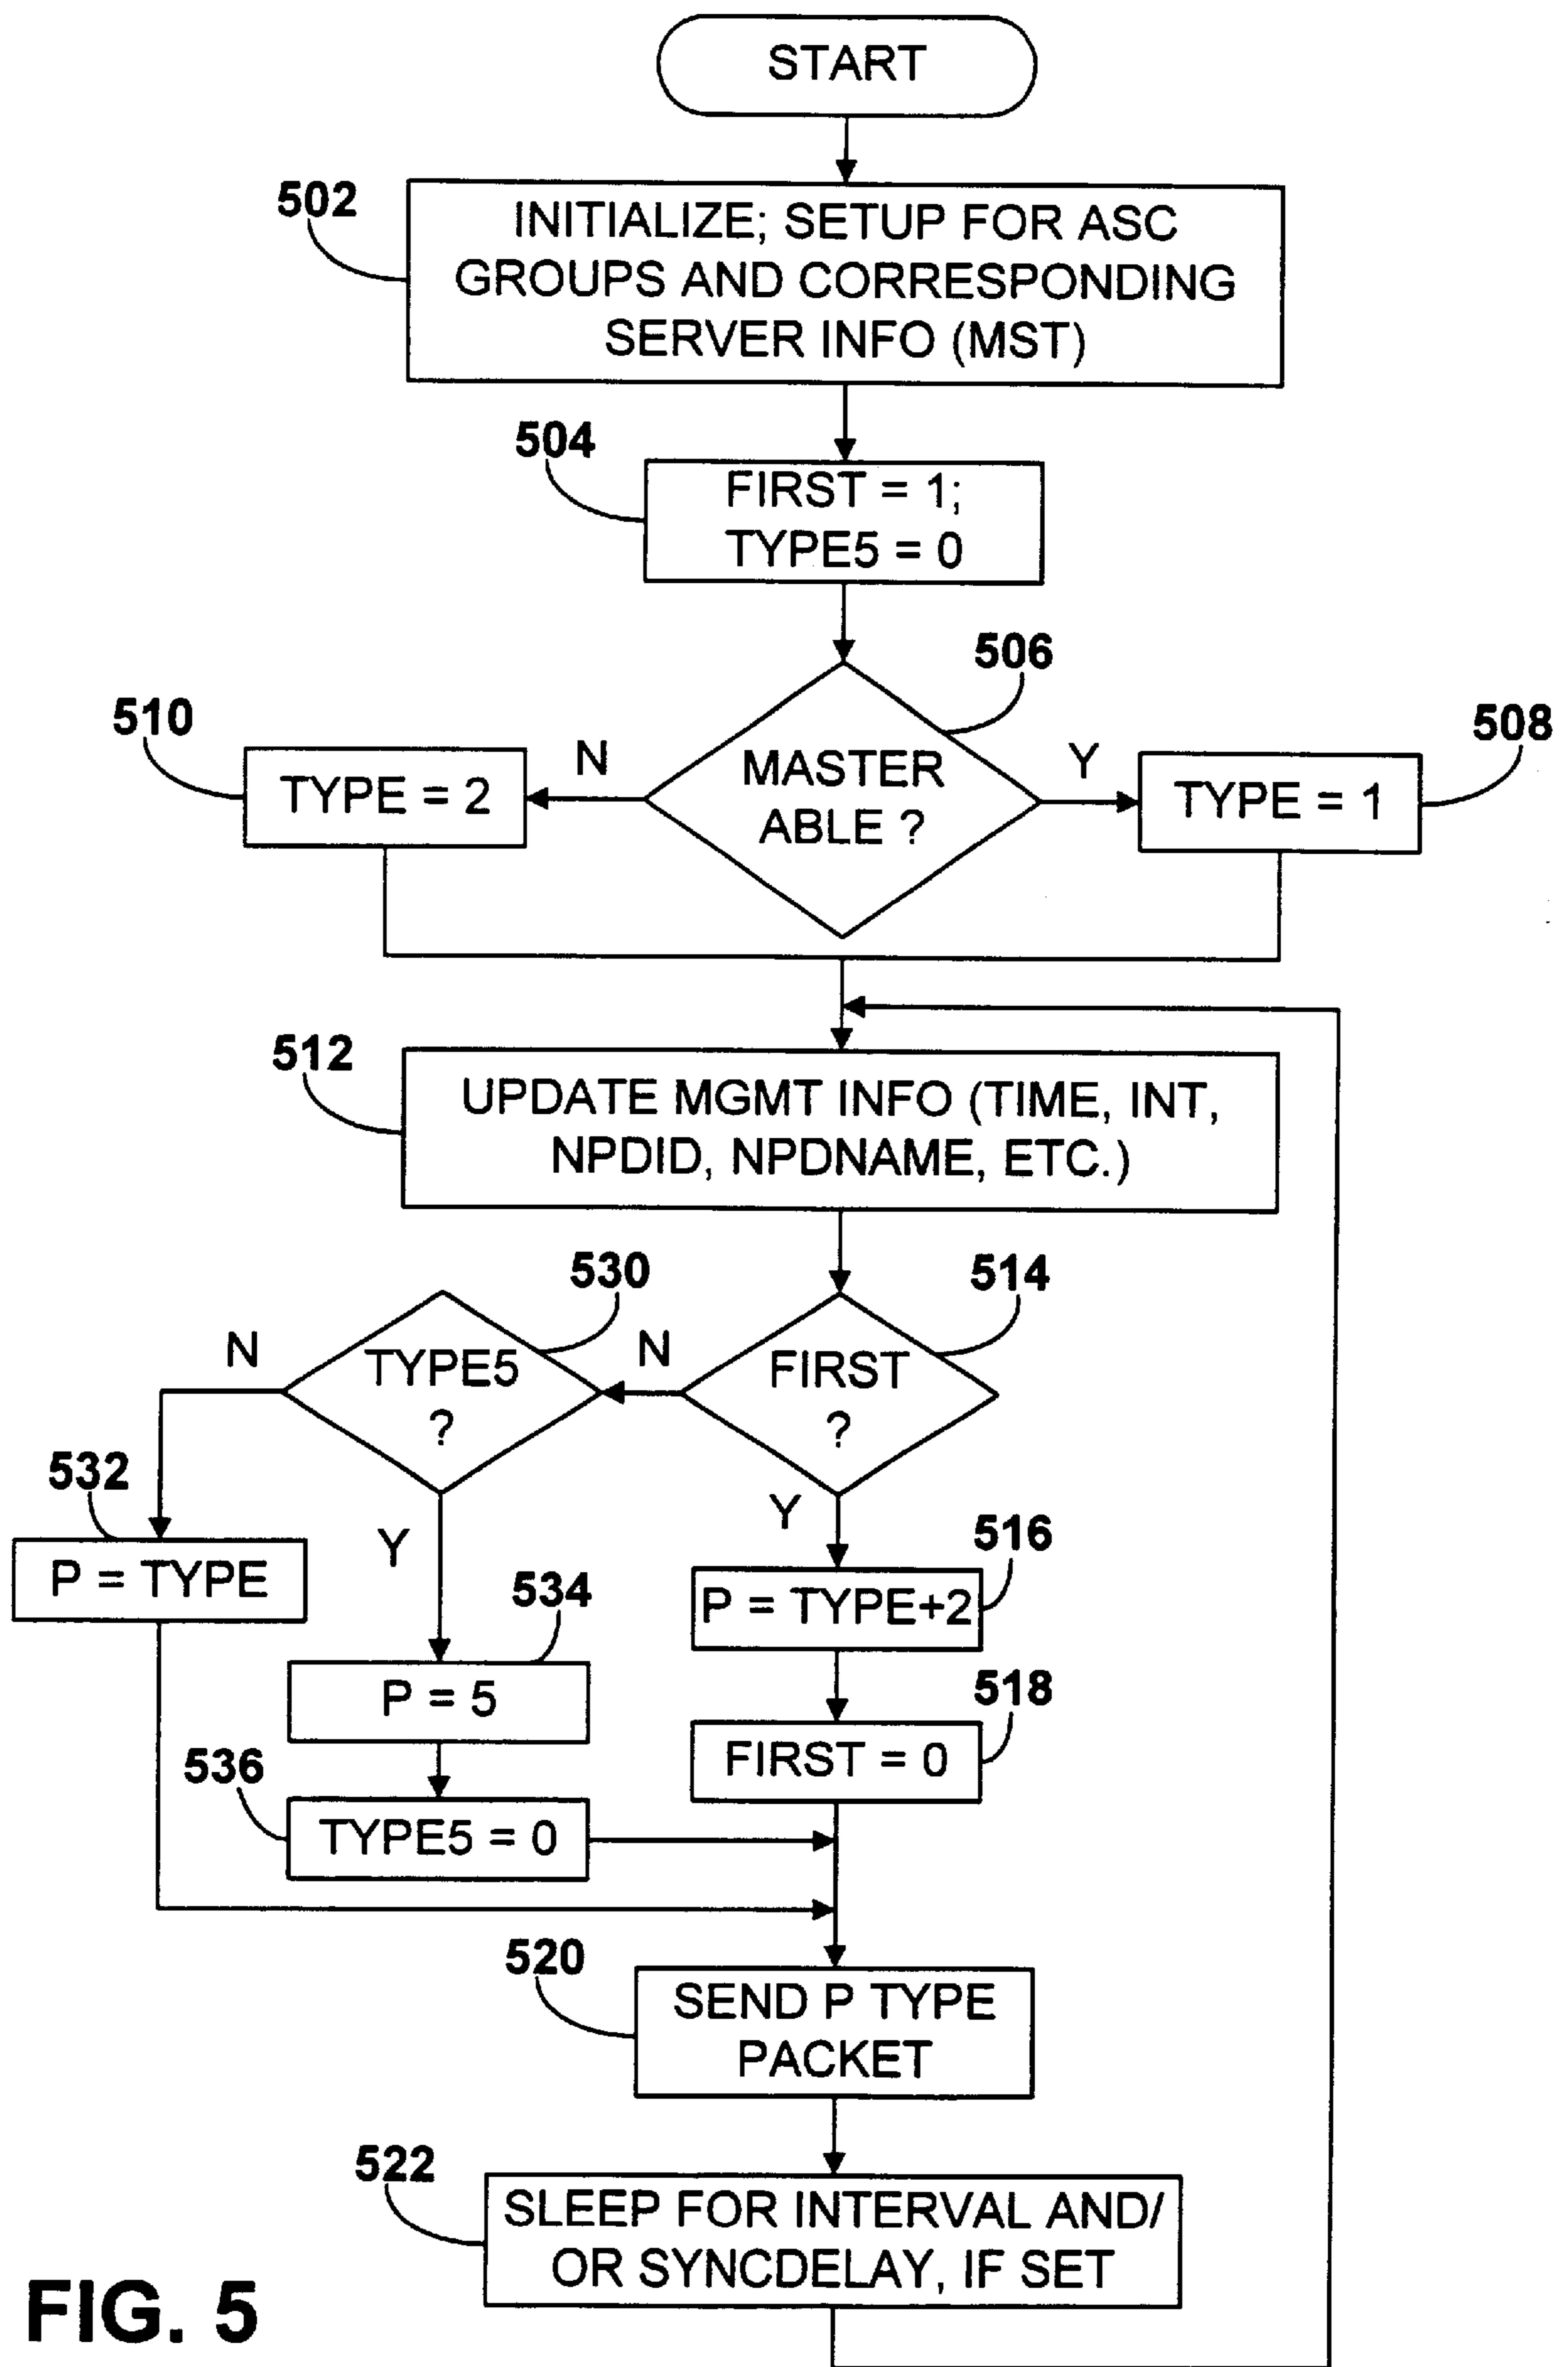 START
502
INITIALIZE; SETUP FOR ASC
GROUPS AND CORRESPONDING
SERVER INFO (MST)
504
FIRST = 1;
TYPE5 = 0
506
MASTER
ABLE ?
N
Y
510
TYPE = 2
508
TYPE = 1
512
UPDATE MGMT INFO (TIME, INT,
NPDID, NPDNAME, ETC.)
514
FIRST
?
N
Y
530
TYPE5
?
N
Y
532
P = TYPE
534
P = 5
516
P = TYPE+2
518
FIRST = 0
536
TYPE5 = 0
520
SEND P TYPE
PACKET
522
SLEEP FOR INTERVAL AND/
OR SYNCDELAY, IF SET
FIG. 5